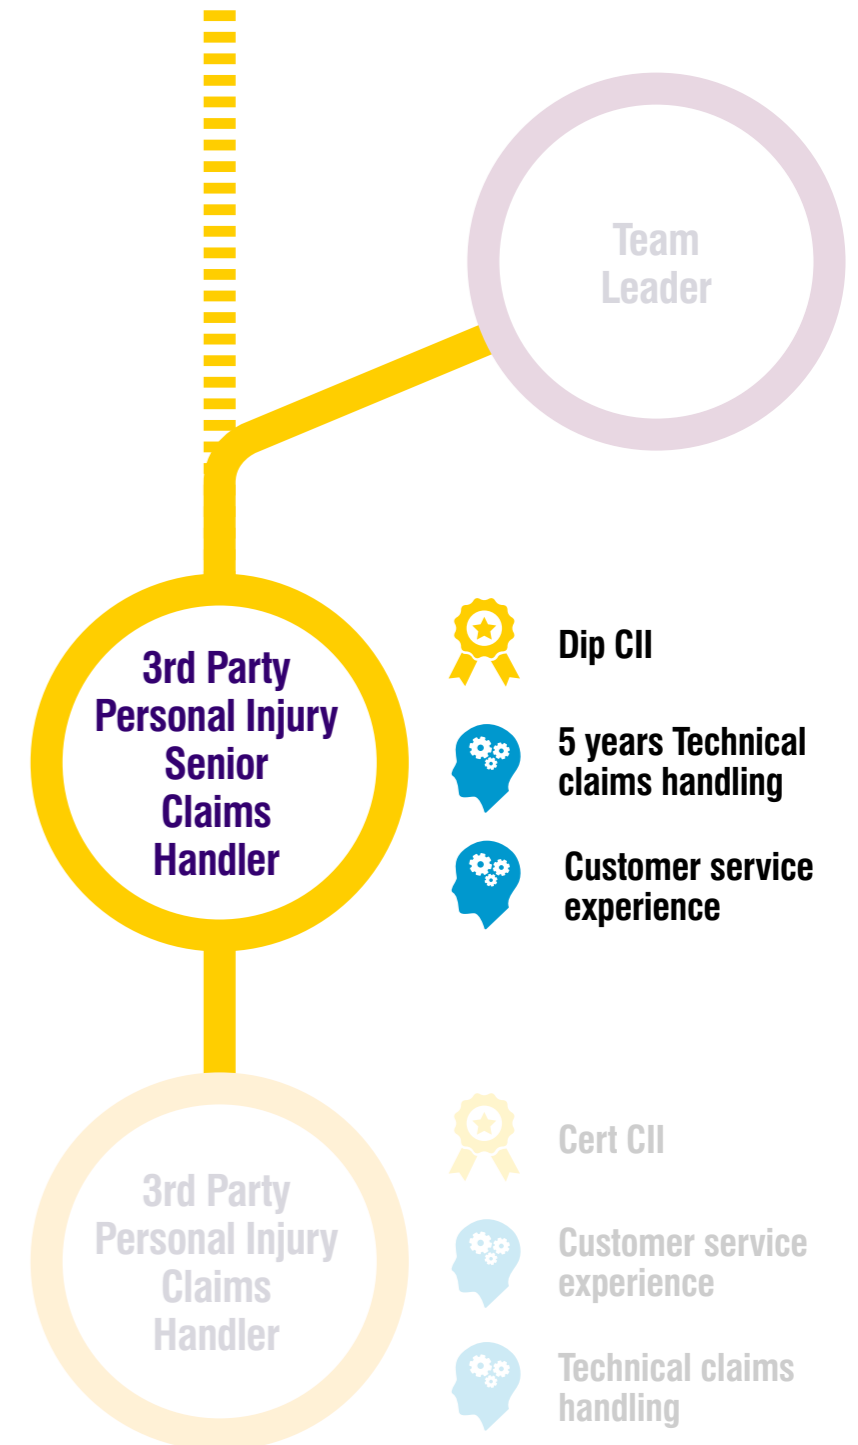 Team
Leader
3rd Party
Personal Injury
Senior
Claims
Handler
Dip CII
5 years Technical
claims handling
Customer service
experience
3rd Party
Personal Injury
Claims
Handler
Cert CII
Customer service
experience
Technical claims
handling